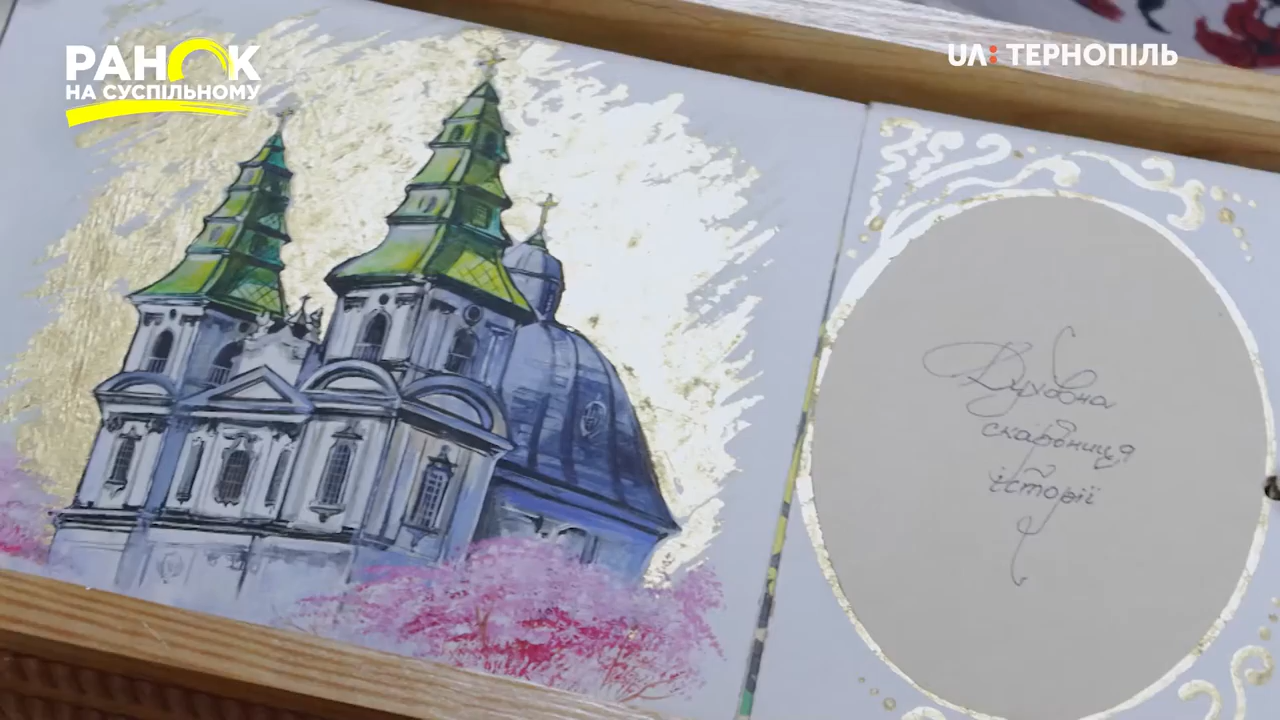 РАНОК
НА СУСПІЛЬНОМУ
UA: ТЕРНОПІЛЬ
Духовна
скарбниця
історії